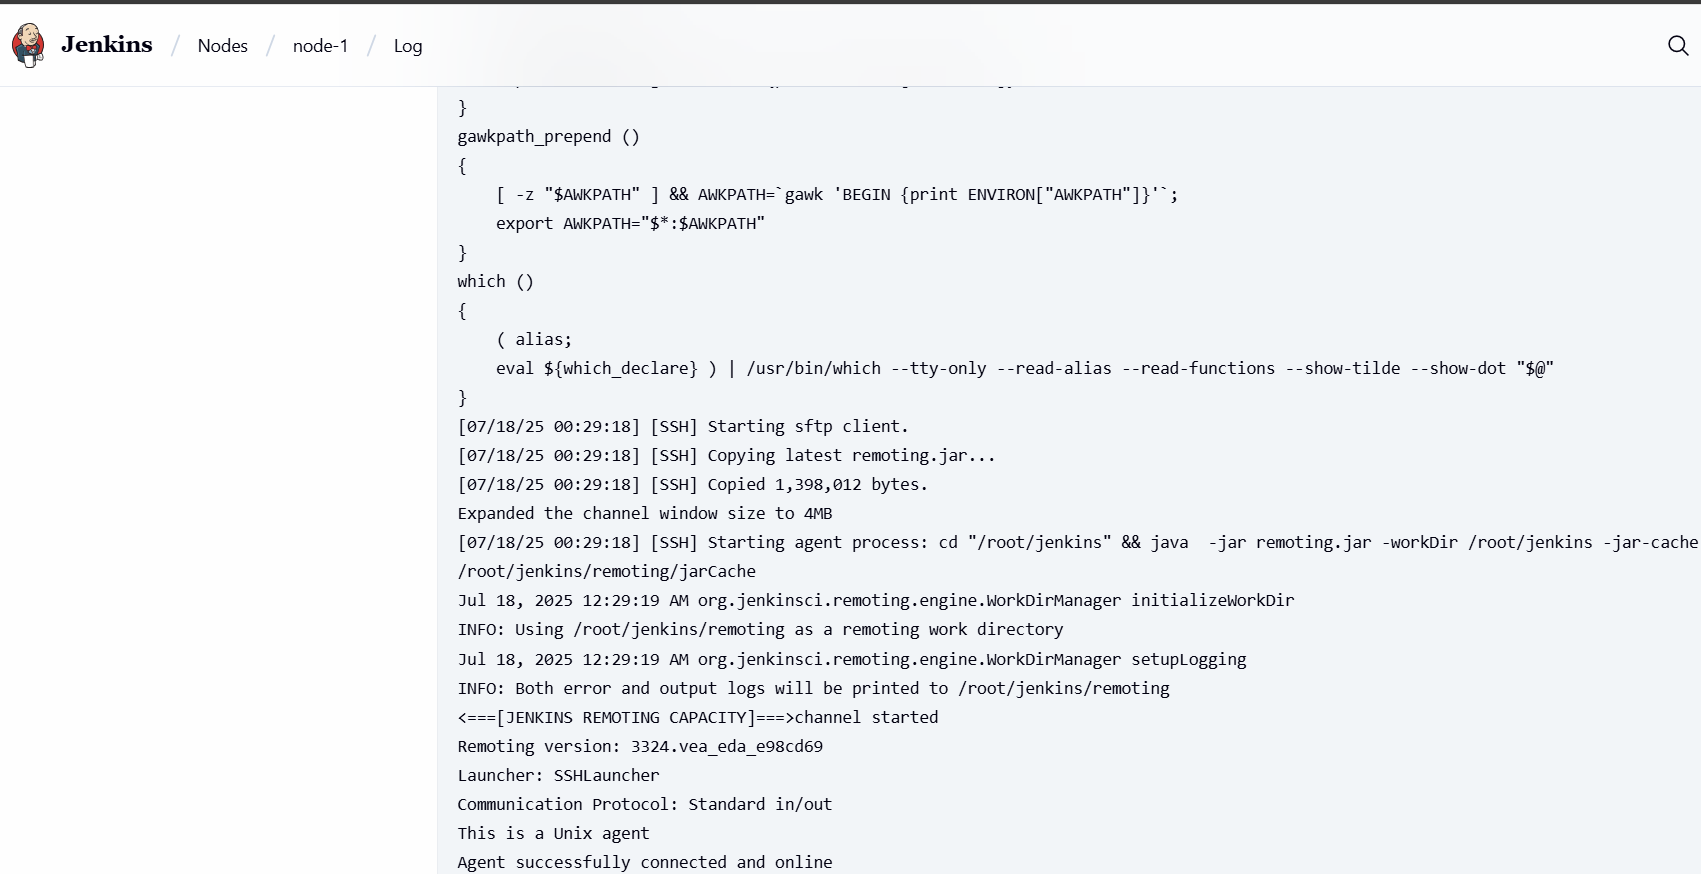 Jenkins / Nodes / node-1 / Log
}
gawkpath_prepend ()
{
    [ -z "$AWKPATH" ] && AWKPATH=`gawk 'BEGIN {print ENVIRON["AWKPATH"]}'`;
    export AWKPATH="$*:$AWKPATH"
}
which ()
{
    ( alias;
    eval ${which_declare} ) | /usr/bin/which --tty-only --read-alias --read-functions --show-tilde --show-dot "$@"
}
[07/18/25 00:29:18] [SSH] Starting sftp client.
[07/18/25 00:29:18] [SSH] Copying latest remoting.jar...
[07/18/25 00:29:18] [SSH] Copied 1,398,012 bytes.
Expanded the channel window size to 4MB
[07/18/25 00:29:18] [SSH] Starting agent process: cd "/root/jenkins" && java  -jar remoting.jar -workDir /root/jenkins -jar-cache
/root/jenkins/remoting/jarCache
Jul 18, 2025 12:29:19 AM org.jenkinsci.remoting.engine.WorkDirManager initializeWorkDir
INFO: Using /root/jenkins/remoting as a remoting work directory
Jul 18, 2025 12:29:19 AM org.jenkinsci.remoting.engine.WorkDirManager setupLogging
INFO: Both error and output logs will be printed to /root/jenkins/remoting
<===[JENKINS REMOTING CAPACITY]===>channel started
Remoting version: 3324.vea_eda_e98cd69
Launcher: SSHLauncher
Communication Protocol: Standard in/out
This is a Unix agent
Agent successfully connected and online